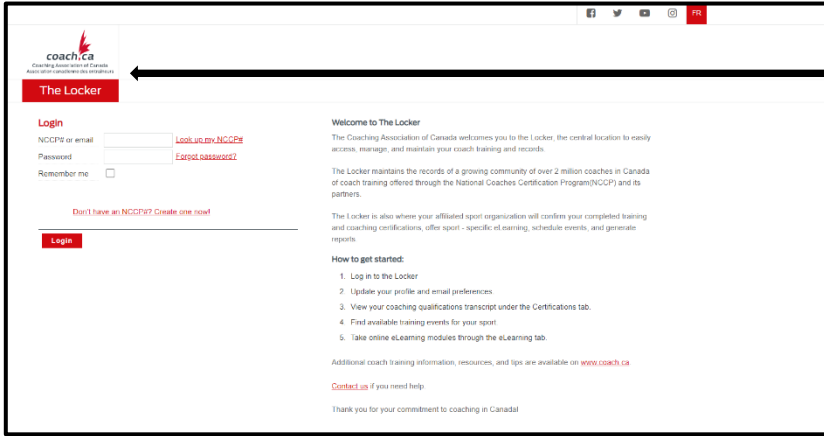 FR
coach.ca
Coaching Association of Canada
Association canadienne des entraîneurs
The Locker
Login
NCCP# or email
Look up my NCCP#
Password
Forgot password?
Remember me
Don't have an NCCP#? Create one now!
Login
Welcome to The Locker
The Coaching Association of Canada welcomes you to the Locker, the central location to easily
access, manage, and maintain your coach training and records.
The Locker maintains the records of a growing community of over 2 million coaches in Canada
of coach training offered through the National Coaches Certification Program(NCCP) and its
partners.
The Locker is also where your affiliated sport organization will confirm your completed training
and coaching certifications, offer sport - specific eLearning, schedule events, and generate
reports.
How to get started:
1. Log in to the Locker
2. Update your profile and email preferences.
3. View your coaching qualifications transcript under the Certifications tab.
4. Find available training events for your sport
5. Take online eLearning modules through the eLearning tab.
Additional coach training information, resources, and tips are available on www.coach.ca
Contact us if you need help.
Thank you for your commitment to coaching in Canada!